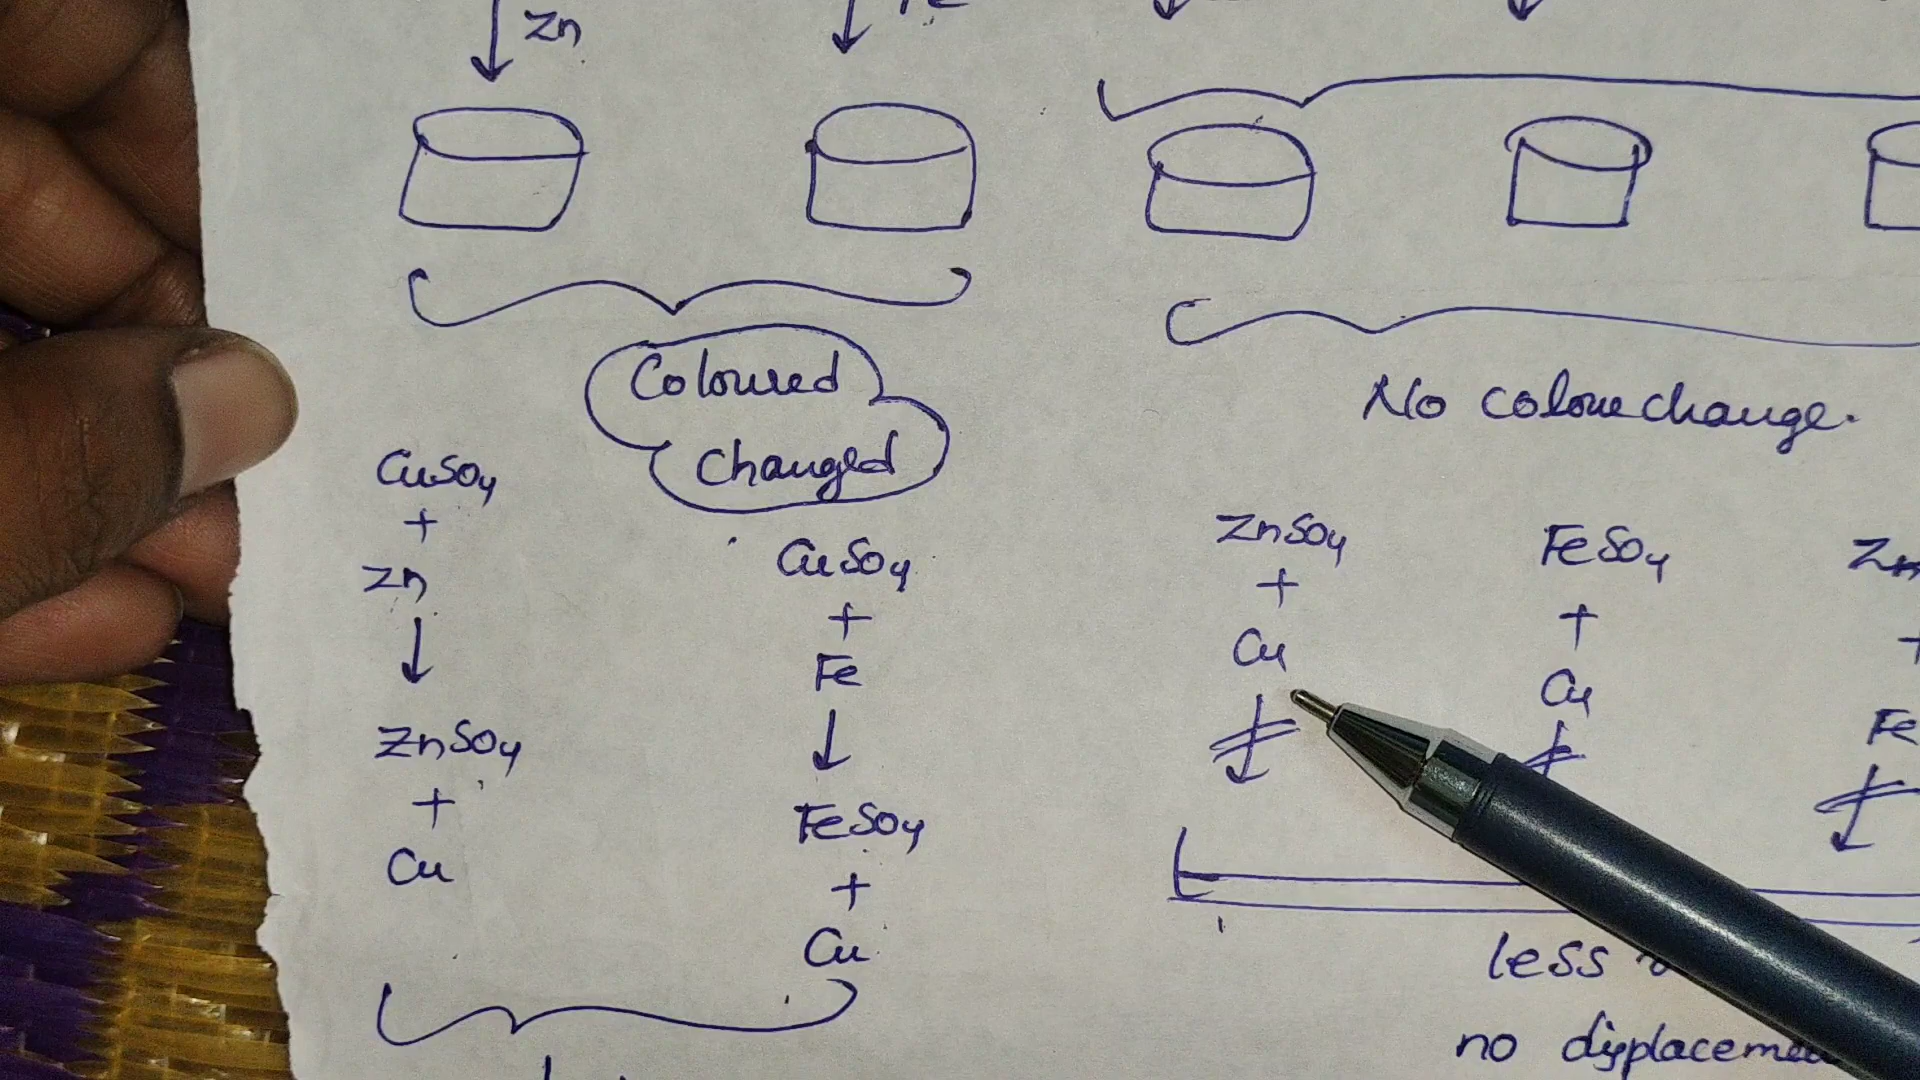 Zn
Coloured
changed
No colour change.
CuSO4
+
Zn
↓
ZnSO4
+
Cu
CuSO4
+
Fe
↓
FeSO4
+
Cu
ZnSO4
+
Cu
FeSO4
+
Cu
Zn
+
Fe
less
no